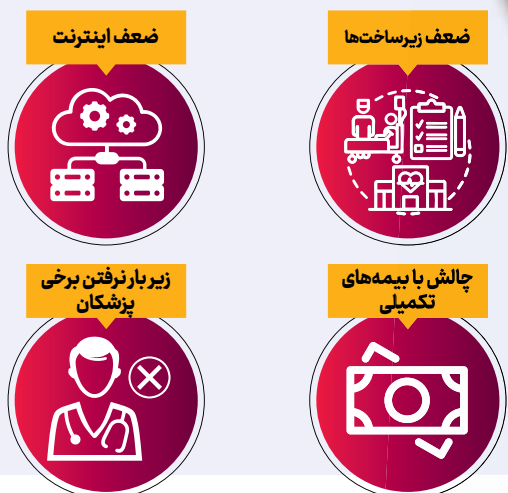 ضعف زیرساخت‌ها
ضعف اینترنت
چالش با بیمه‌های
تکمیلی
زیر بار نرفتن برخی
پزشکان